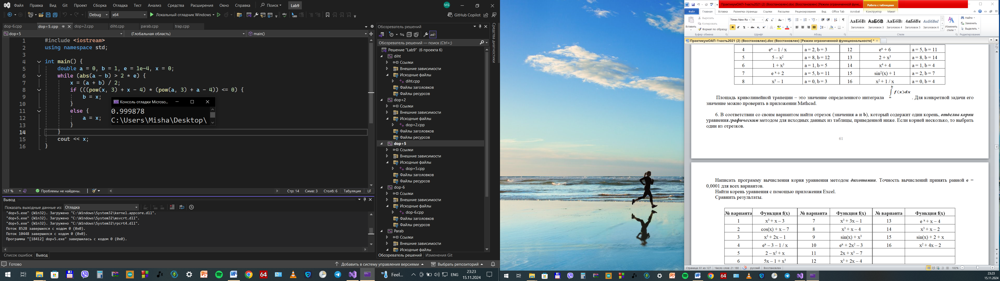 Файл Правка Вид Git Проект Сборка Отладка Тест Анализ Средства Расширения Окно Справка Поиск Lab9 МБ
Debug x64 Локальный отладчик Windows GitHub Copilot
dop-6.cpp dop+5.cpp dop+2.cpp diht.cpp parab.cpp trap.cpp
dop+5 (Глобальная область) main()
1 #include <iostream>
2 using namespace std;
3
4 int main() {
5 double a = 0, b = 1, e = 1e-4, x = 0;
6 while (abs(a - b) > 2 * e) {
7 x = (a + b) / 2;
8 if (((pow(x, 3) + x - 4) * (pow(a, 3) + a - 4)) <= 0) {
9 b = x;
10 }
11 else {
12 a = x;
13 }
14 }
15 cout << x;
16 }
Консоль отладки Microso...
0.999878
C:\Users\Misha\Desktop\
127 % Проблемы не найдены. Стр: 14 Симв: 3 Столб: 6 Табуляция LF
Вывод
Показать выходные данные из: Отладка
"dop+5.exe" (Win32). Загружено "C:\Windows\System32\kernel.appcore.dll".
"dop+5.exe" (Win32). Загружено "C:\Windows\System32\msvcrt.dll".
"dop+5.exe" (Win32). Загружено "C:\Windows\System32\rpcrt4.dll".
Поток 8528 завершился с кодом 0 (0x0).
Поток 10448 завершился с кодом 0 (0x0).
Программа "[18412] dop+5.exe" завершилась с кодом 0 (0x0).
Список ошибок Вывод
Готово Добавить в систему управления версиями Выбрать репозиторий
Обозреватель решений
Обозреватель решений — поиск (Ctrl+;)
Решение "Lab9" (6 проекта 6)
diht
Ссылки
Внешние зависимости
Исходные файлы
diht.cpp
Файлы заголовков
Файлы ресурсов
dop+2
Ссылки
Внешние зависимости
Исходные файлы
dop+2.cpp
Файлы заголовков
Файлы ресурсов
dop+5
Ссылки
Внешние зависимости
Исходные файлы
dop+5.cpp
Файлы заголовков
Файлы ресурсов
dop-6
Ссылки
Внешние зависимости
Исходные файлы
dop-6.cpp
Файлы заголовков
Файлы ресурсов
Parab
Ссылки
Внешние зависимости
Исходные файлы
Обозреватель решений Изменения Git
Средства диагностики
64 Feel... ENG 23:23
15.11.2024
ПрактикумОАП-1часть2021 (2) (Восстановлен).doc (Восстановлен) [Режим ограниченной функ... Работа с таблицами
Файл Главная Вставка Разметка страницы Ссылки Рассылки Рецензирование Вид Office Tab Acrobat Конструктор Макет
Вставить Вырезать Копировать Формат по образцу
Times New Ro 14
Заголовок Заголовок 3 Заголовок 4 Заголовок 5 Заголовок 6
Изменить стили Найти Заменить Выделить
Буфер обмена Шрифт Абзац Стили Редактирование
ПрактикумОАП-1часть2021 (2) (Восстановлен).doc (Восстановлен) [Режим ограниченной функциональности] *
4 eˣ – 1 / x a = 2, b = 3 12 eˣ + 6 a = 5, b = 11
5 5 – x² a = 8, b = 12 13 2 + x³ a = 8, b = 14
6 1 + x³ a = 1, b = 5 14 x⁴ + 4 a = 1, b = 4
7 e ˣ + 2 a = 5, b = 11 15 sin²(x) + 1 a = 2, b = 7
8 x³ – 1 a = 0, b = 3 16 x² + 1 / x a = 0, b = 4
Площадь криволинейной трапеции – это значение определенного интеграла ∫ₐᵇ f(x)dx . Для конкретной задачи его
значение можно проверить в приложении Mathcad.
6. В соответствии со своим вариантом найти отрезок (значения a и b), который содержит один корень, отделив корни
уравнения графическим методом для исходных данных из таблицы, приведенной ниже. Если корней несколько, то выбрать
один из отрезков.
61
Написать программу вычисления корня уравнения методом дихотомии. Точность вычислений принять равной e =
0,0001 для всех вариантов.
Найти корень уравнения с помощью приложения Excel.
Сравнить результаты.
№ варианта Функция f(x) № варианта Функция f(x) № варианта Функция f(x)
1 x³ + x – 3 7 x³ + 3x – 1 13 e ˣ + x – 4
2 cos(x) + x – 7 8 x³ + x – 4 14 x³ + x – 2
3 x³ + 2x – 1 9 sin(x) + x³ 15 sin(x) + 2 + x
4 eˣ – 3 – 1 / x 10 eˣ + 2x² – 3 16 x² + 4x – 2
5 2 – x² + x 11 2x + x³ – 7
6 5x – 1 + x³ 12 x³ + 2x – 4
Страница: 61 из 127 Число слов: 21 180 русский Восстановлен 102%
64 23:23
15.11.2024